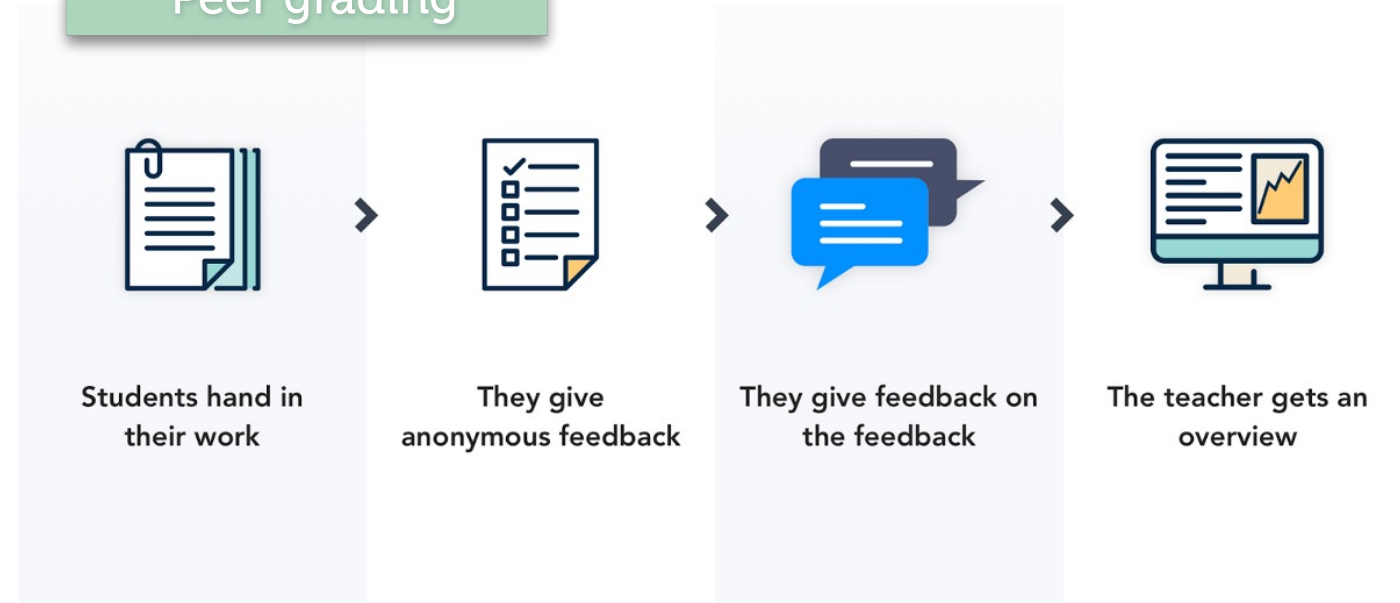 Peer grading
Students hand in
their work
They give
anonymous feedback
They give feedback on
the feedback
The teacher gets an
overview